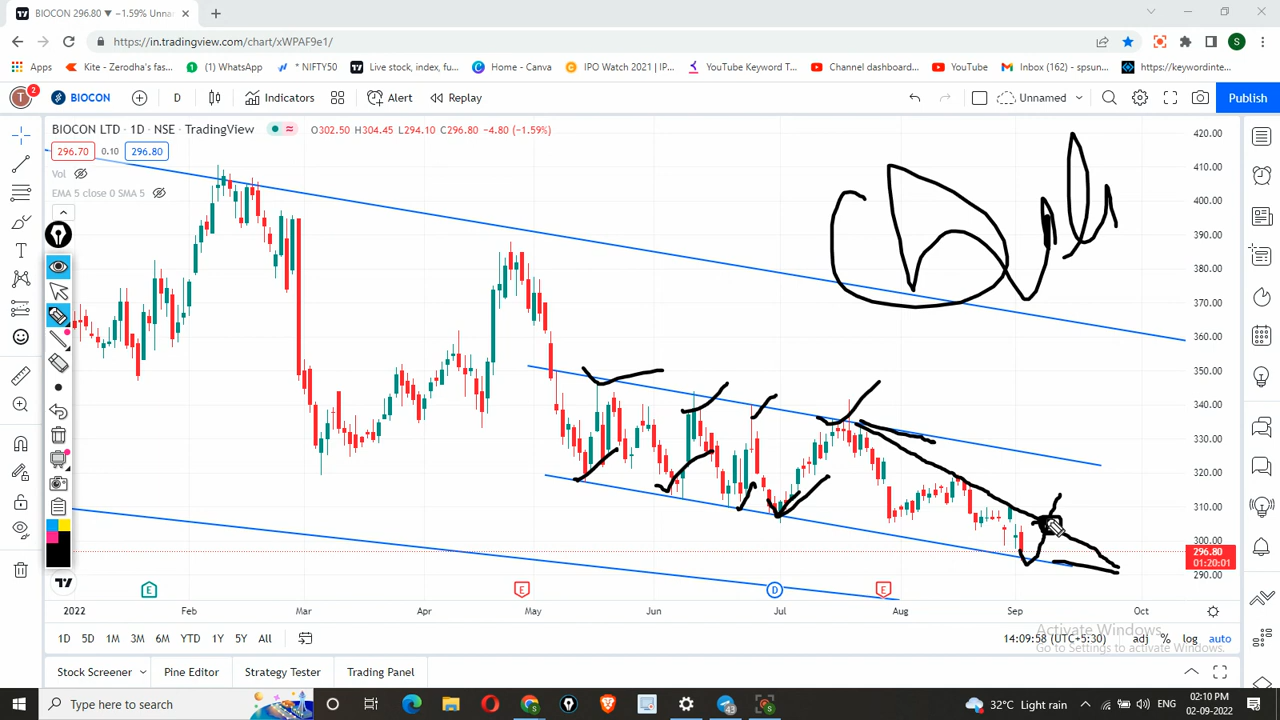 BIOCON 296.80 ▼ −1.59% Unnar
https://in.tradingview.com/chart/xWPAF9e1/
Apps
Kite - Zerodha's fas...
(1) WhatsApp
* NIFTY50
Live stock, index, fu...
Home - Canva
IPO Watch 2021 | IP...
YouTube Keyword T...
Channel dashboard...
YouTube
Inbox (162) - spsun...
https://keywordinte...
S
T 2
BIOCON
D
Indicators
Alert
Replay
Unnamed
Publish
BIOCON LTD · 1D · NSE · TradingView
O302.50 H304.45 L294.10 C296.80 −4.80 (−1.59%)
296.70 0.10 296.80
Vol
EMA 5 close 0 SMA 5
420.00
410.00
400.00
390.00
380.00
370.00
360.00
350.00
340.00
330.00
320.00
310.00
300.00
296.80
01:20:01
290.00
E
E
D
E
2022 Feb Mar Apr May Jun Jul Aug Sep Oct
Activate Windows
Go to Settings to activate Windows.
1D 5D 1M 3M 6M YTD 1Y 5Y All
14:09:58 (UTC+5:30)
adj % log auto
Stock Screener
Pine Editor
Strategy Tester
Trading Panel
Type here to search
32°C Light rain
ENG
02:10 PM
02-09-2022